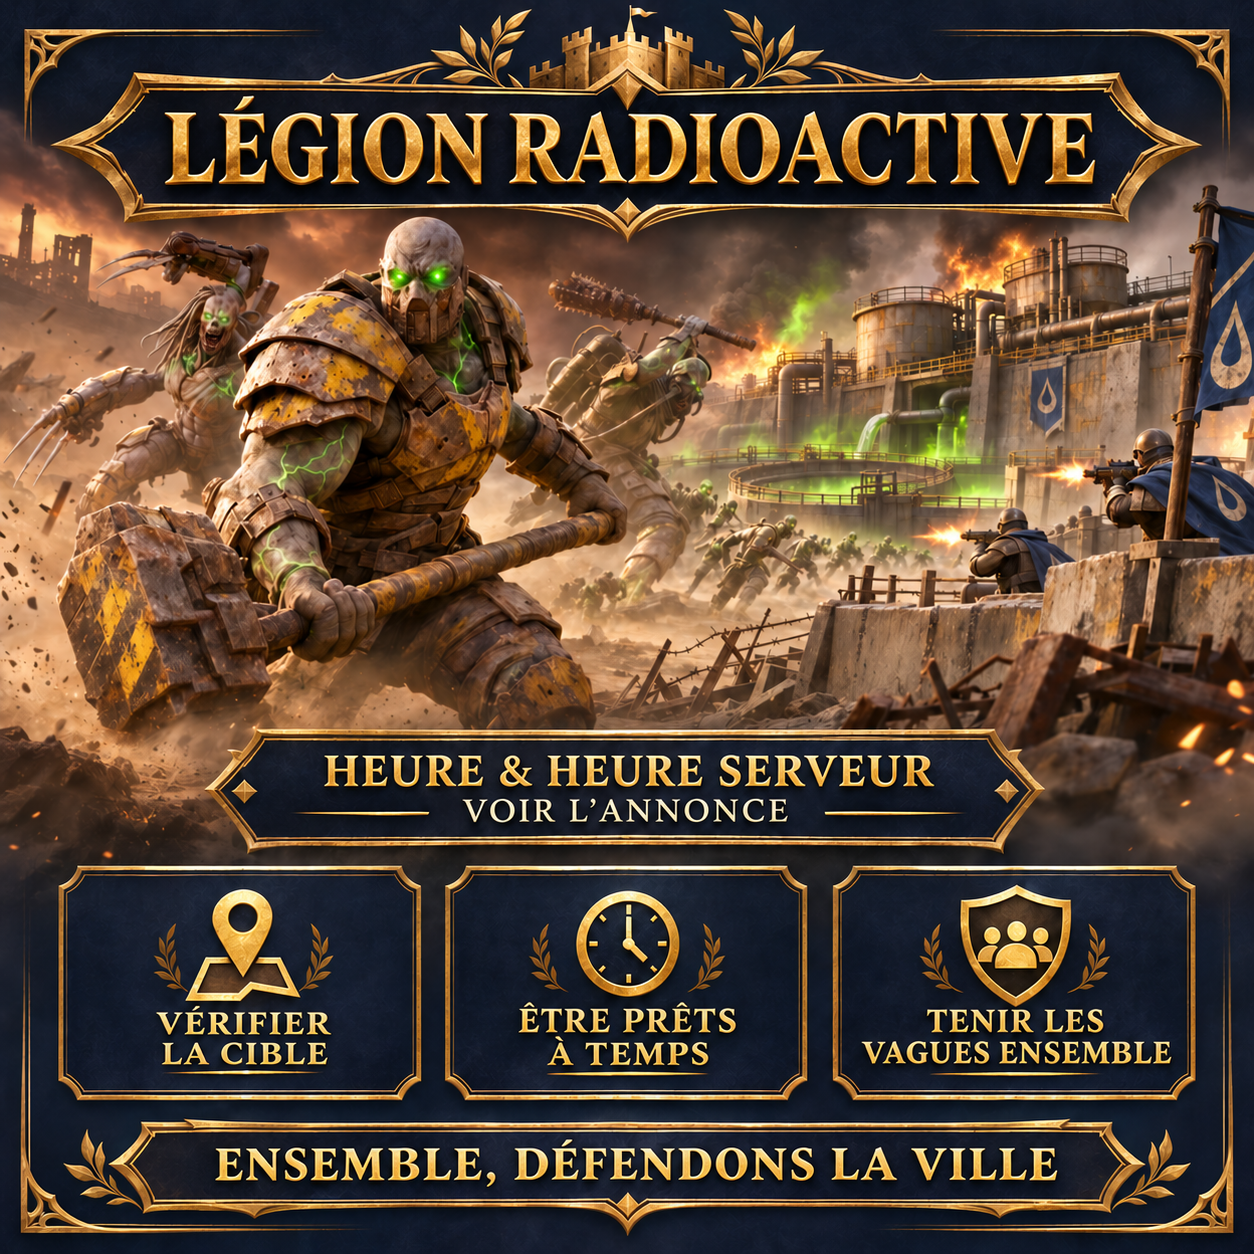 LÉGION RADIOACTIVE
HEURE & HEURE SERVEUR
VOIR L'ANNONCE
VÉRIFIER
LA CIBLE
ÊTRE PRÊTS
À TEMPS
TENIR LES
VAGUES ENSEMBLE
ENSEMBLE, DÉFENDONS LA VILLE